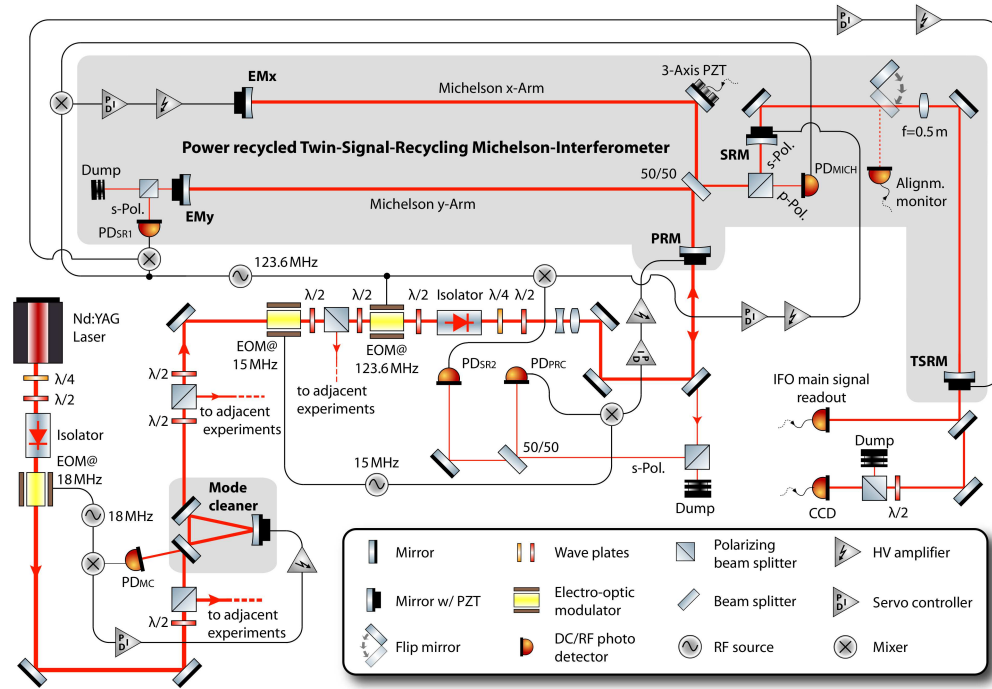 P
I
D
EMx
Michelson x-Arm
3-Axis PZT
P
I
D
SRM
s-Pol.
f=0.5 m
Power recycled Twin-Signal-Recycling Michelson-Interferometer
Dump
50/50
PDMICH
p-Pol.
Alignm.
monitor
s-Pol.
EMy
Michelson y-Arm
PDSR1
PRM
123.6 MHz
Nd:YAG
Laser
λ/2
λ/2
λ/2
Isolator
λ/4
λ/2
EOM@
15 MHz
EOM@
123.6 MHz
P
I
D
P
I
D
TSRM
λ/4
λ/2
λ/2
to adjacent
experiments
to adjacent
experiments
PDSR2
PDPRC
IFO main signal
readout
Isolator
50/50
s-Pol.
Dump
EOM@
18 MHz
15 MHz
Dump
CCD
λ/2
18 MHz
Mode
cleaner
PDMC
λ/2
to adjacent
experiments
P
I
D
Mirror
Wave plates
Polarizing
beam splitter
HV amplifier
Mirror w/ PZT
Electro-optic
modulator
Beam splitter
P
I
D
Servo controller
Flip mirror
DC/RF photo
detector
RF source
Mixer